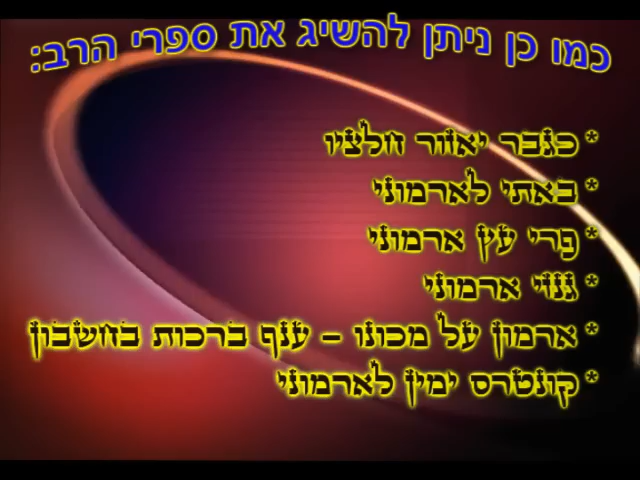 כמו כן ניתן להשיג את ספרי הרב:
* כגבר יאזור חלציו
* באתי לארמוני
* פרי עץ ארמוני
* גנזי ארמוני
* ארמון על מכונו – ענף ברכות בחשבון
* קונטרס ימין לארמוני